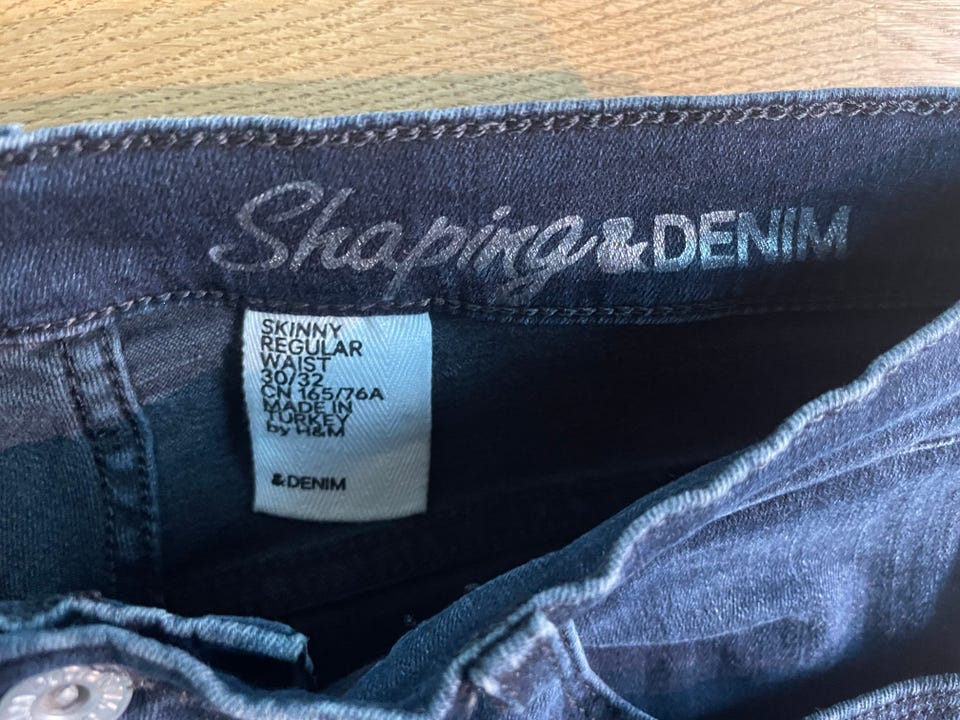 Shaping &DENIM
SKINNY
REGULAR
WAIST
30/32
CN 165/76A
MADE IN
TURKEY
by H&M
&DENIM